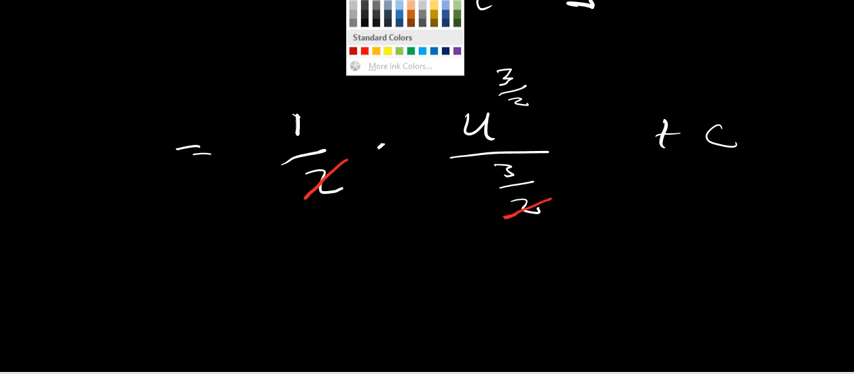 Standard Colors
More Ink Colors...
= 1/2 · u^(3/2)/(3/2) + c